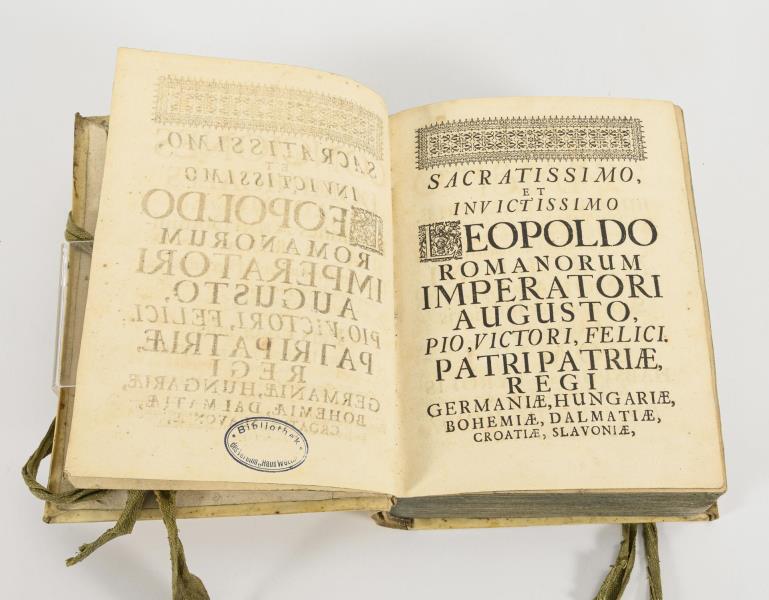 Bibliothek
SACRATISSIMO,
ET
INVICTISSIMO
LEOPOLDO
ROMANORUM
IMPERATORI
AUGUSTO,
PIO, VICTORI, FELICI.
PATRI PATRIÆ,
REGI
GERMANIÆ, HUNGARIÆ,
BOHEMIÆ, DALMATIÆ,
CROATIÆ, SLAVONIÆ,